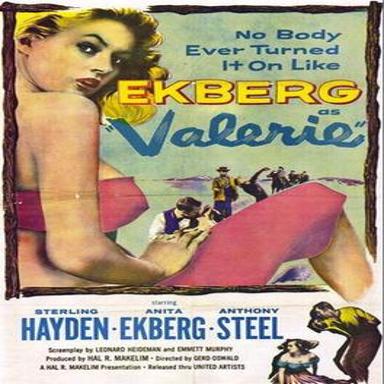 No Body
Ever Turned
It On Like
EKBERG
as
"Valerie"
starring
STERLING ANITA ANTHONY
HAYDEN · EKBERG · STEEL
Screenplay by LEONARD HEIDEMAN and EMMETT MURPHY
Produced by HAL R. MAKELIM · Directed by GERD OSWALD
A HAL R. MAKELIM Presentation · Released thru UNITED ARTISTS